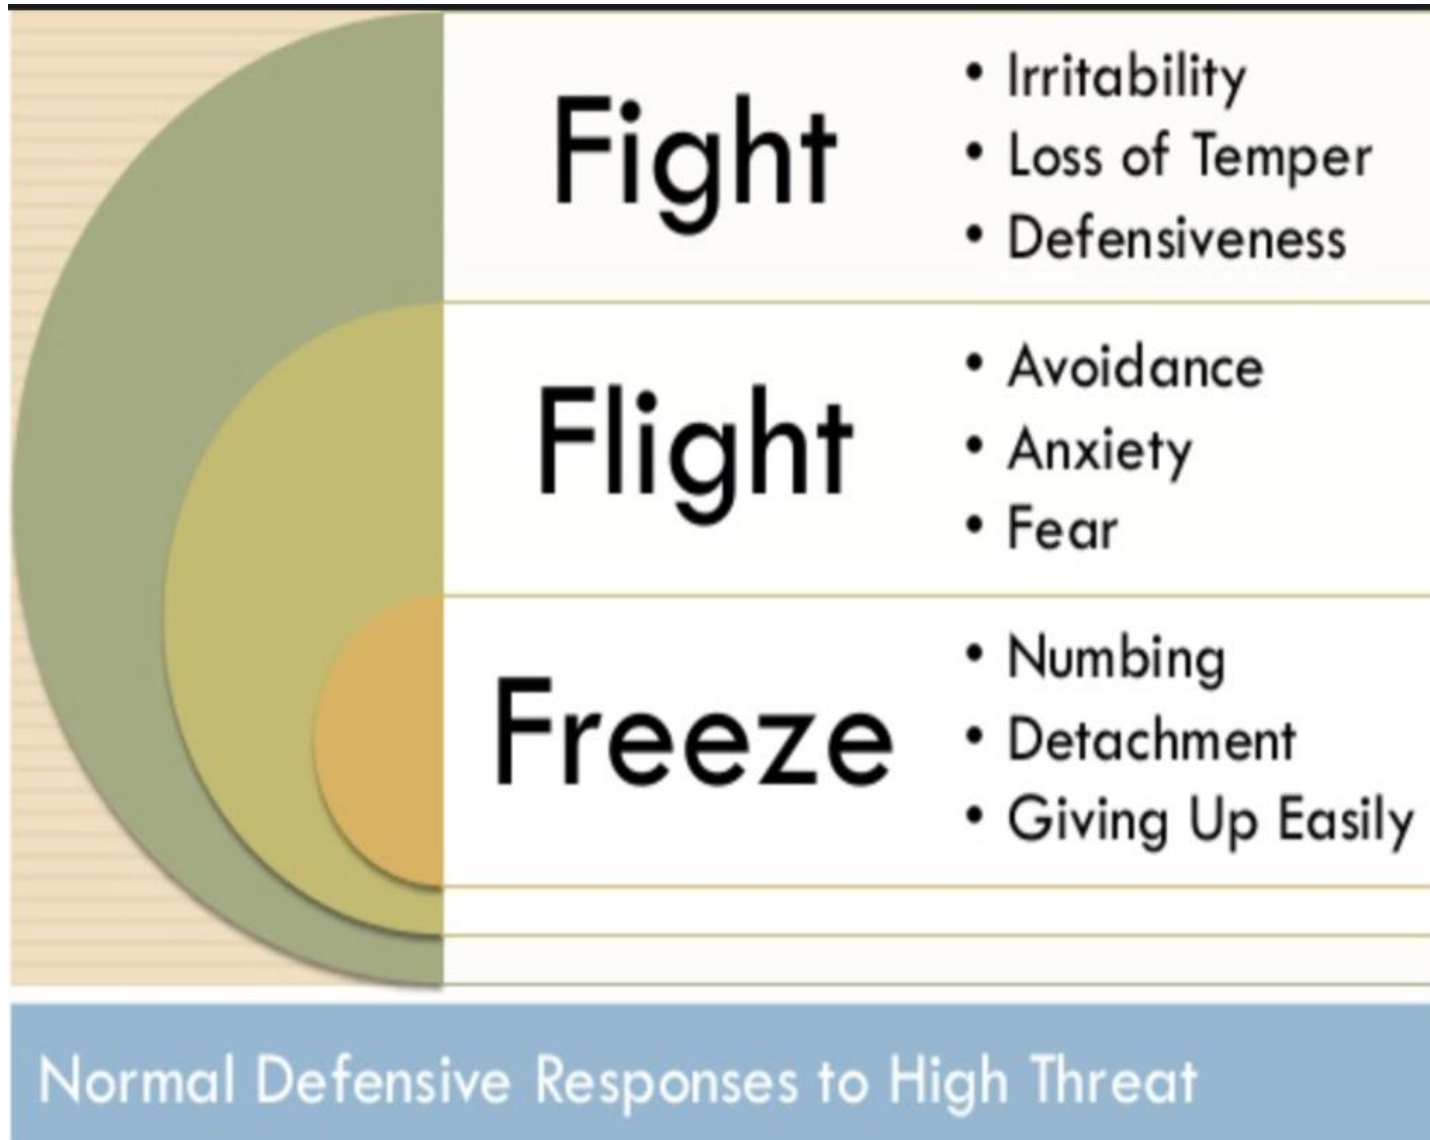 Fight
• Irritability
• Loss of Temper
• Defensiveness
Flight
• Avoidance
• Anxiety
• Fear
Freeze
• Numbing
• Detachment
• Giving Up Easily
Normal Defensive Responses to High Threat